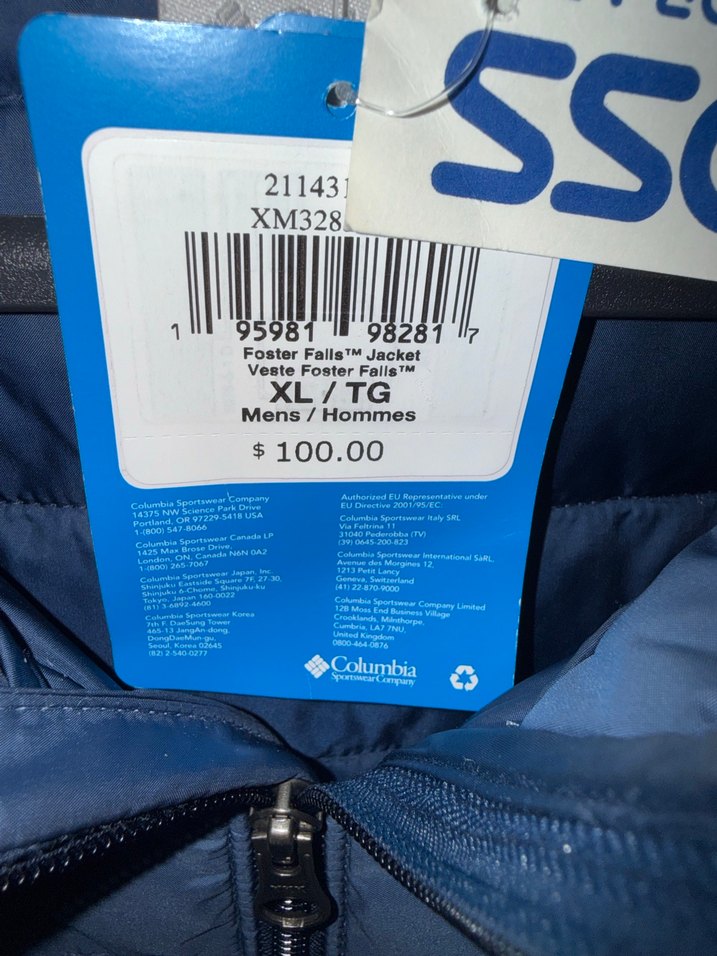 SS
211431
XM328
1 95981 98281 7
Foster Falls™ Jacket
Veste Foster Falls™
XL / TG
Mens / Hommes
$ 100.00
Columbia Sportswear Company
14375 NW Science Park Drive
Portland, OR 97229-5418 USA
1-(800) 547-8066
Columbia Sportswear Canada LP
1425 Max Brose Drive,
London, ON, Canada N6N 0A2
1-(800) 265-7067
Columbia Sportswear Japan, Inc.
Shinjuku Eastside Square 7F, 27-30,
Shinjuku 6-Chome, Shinjuku-ku
Tokyo, Japan 160-0022
(81) 3-6892-4600
Columbia Sportswear Korea
7th F. DaeSung Tower
465-13 JangAn-dong,
DongDaeMun-gu,
Seoul, Korea 02645
(82) 2-540-0277
Authorized EU Representative under
EU Directive 2001/95/EC:
Columbia Sportswear Italy SRL
Via Feltrina 11
31040 Pederobba (TV)
(39) 0645-200-823
Columbia Sportswear International SàRL.
Avenue des Morgines 12,
1213 Petit Lancy
Geneva, Switzerland
(41) 22-870-9000
Columbia Sportswear Company Limited
12B Moss End Business Village
Crooklands, Milnthorpe,
Cumbria, LA7 7NU,
United Kingdom
0800-464-0876
Columbia
Sportswear Company
YKK